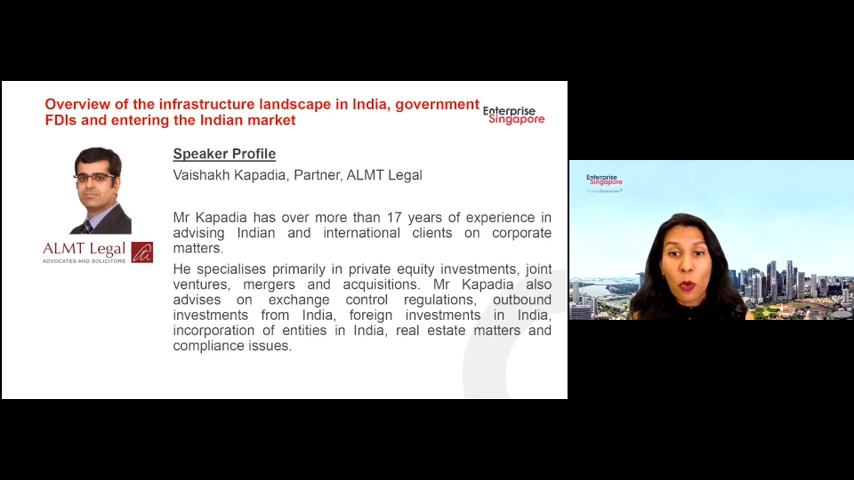 Overview of the infrastructure landscape in India, government
FDIs and entering the Indian market
Enterprise
Singapore
Speaker Profile
Vaishakh Kapadia, Partner, ALMT Legal
Mr Kapadia has over more than 17 years of experience in
advising Indian and international clients on corporate
matters.
He specialises primarily in private equity investments, joint
ventures, mergers and acquisitions. Mr Kapadia also
advises on exchange control regulations, outbound
investments from India, foreign investments in India,
incorporation of entities in India, real estate matters and
compliance issues.
ALMT Legal
ADVOCATES AND SOLICITORS
Enterprise
Singapore